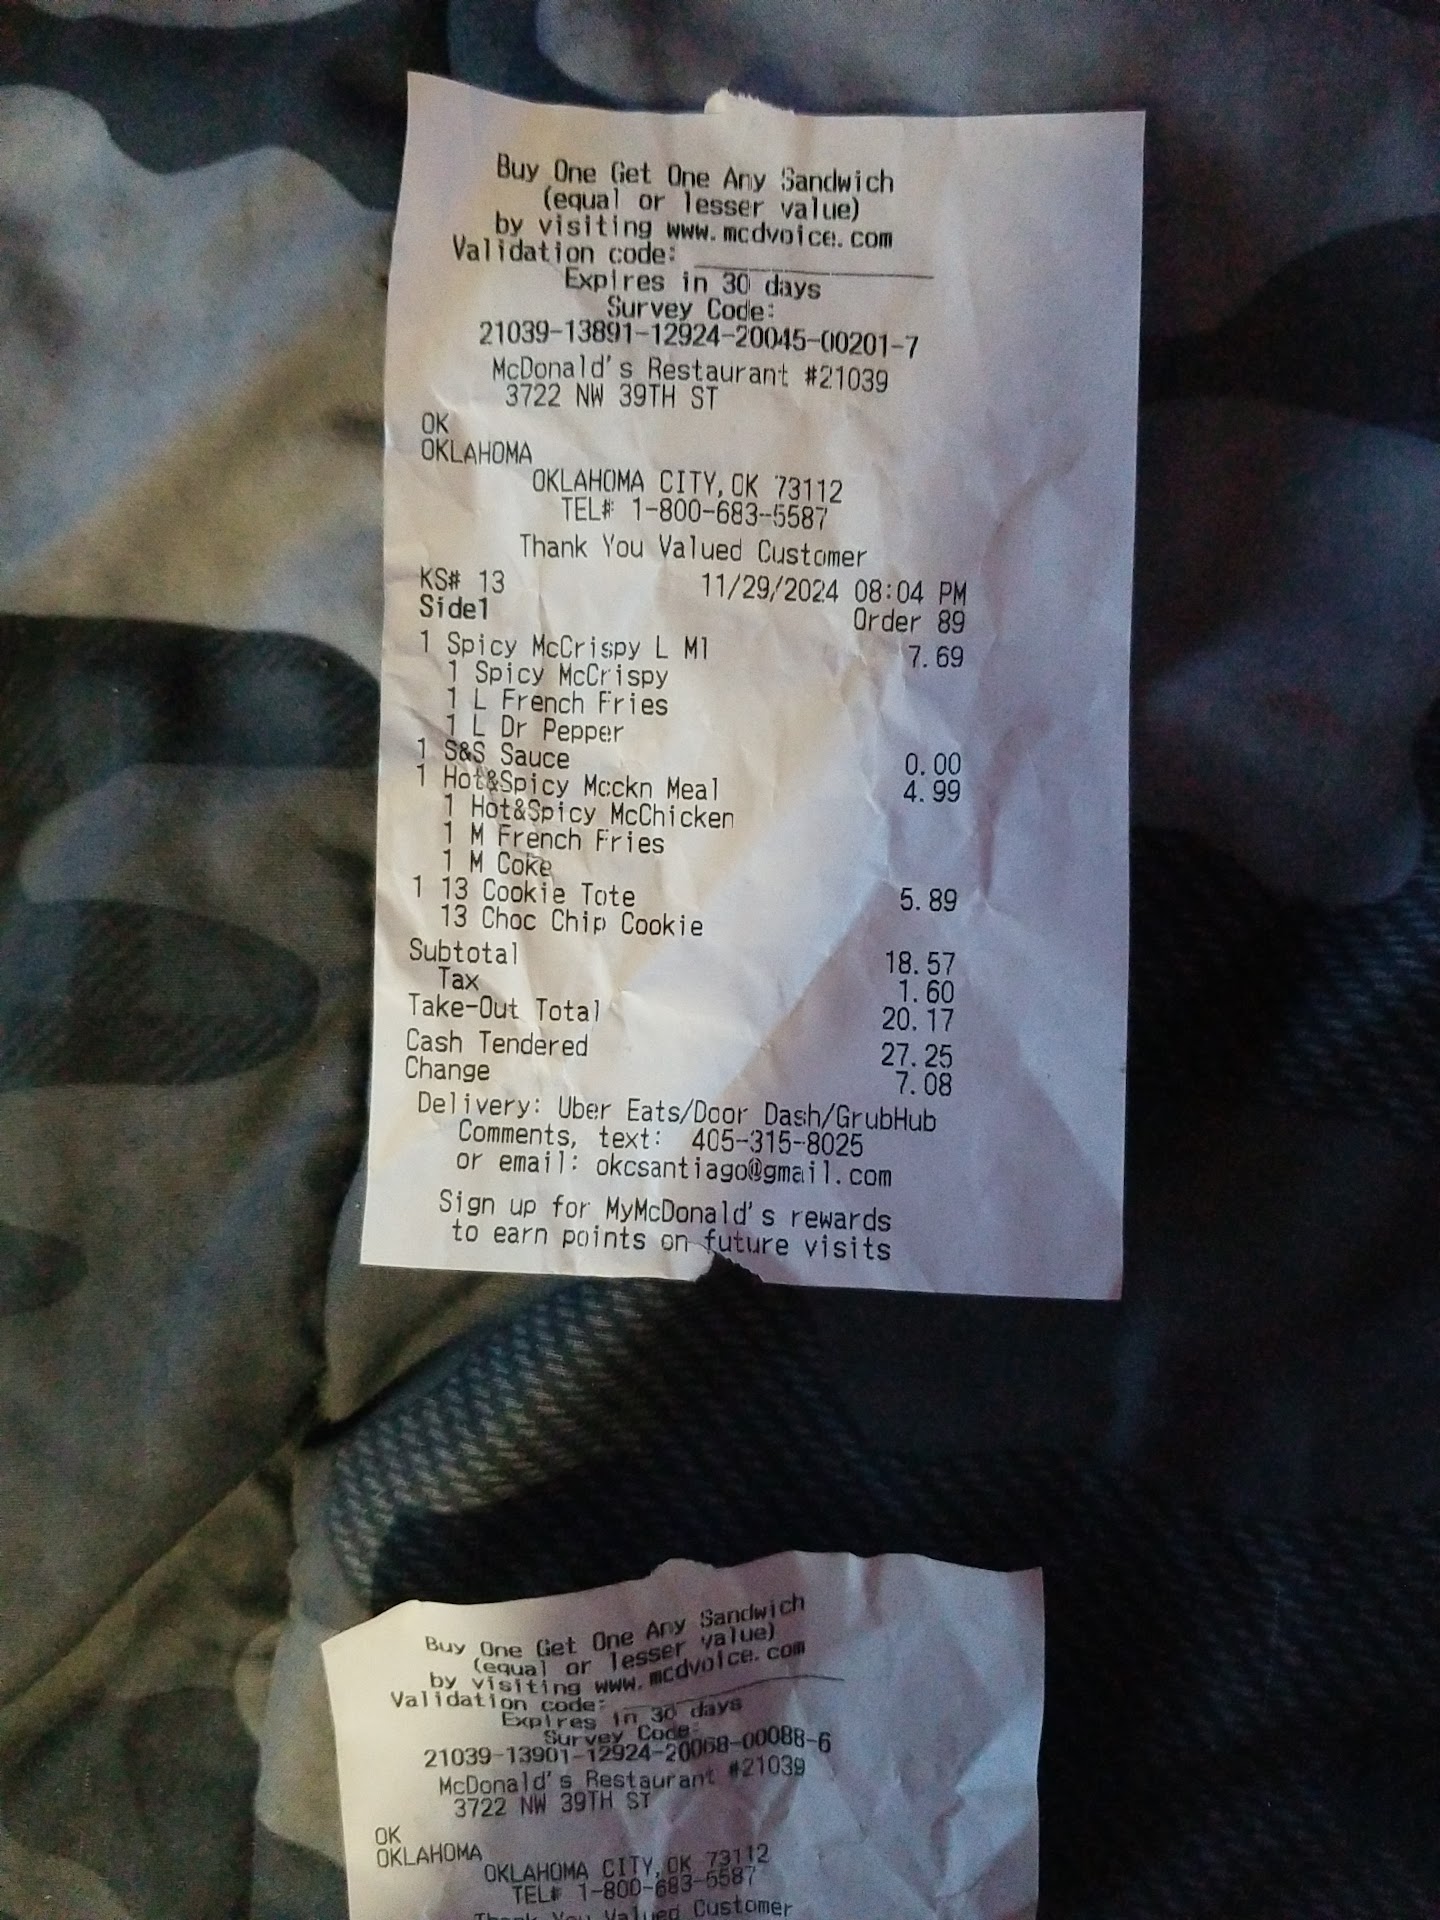 Buy One Get One Any Sandwich
(equal or lesser value)
by visiting www.mcdvoice.com
Validation code:
Expires in 30 days
Survey Code:
21039-13891-12924-20045-00201-7
McDonald's Restaurant #21039
3722 NW 39TH ST
OK
OKLAHOMA
OKLAHOMA CITY,OK 73112
TEL# 1-800-683-5587
Thank You Valued Customer
KS# 13 11/29/2024 08:04 PM
Side1 Order 89
1 Spicy McCrispy L Ml 7.69
1 Spicy McCrispy
1 L French Fries
1 L Dr Pepper
1 S&S Sauce 0.00
1 Hot&Spicy Mcckn Meal 4.99
1 Hot&Spicy McChicken
1 M French Fries
1 M Coke
1 13 Cookie Tote 5.89
13 Choc Chip Cookie
Subtotal 18.57
Tax 1.60
Take-Out Total 20.17
Cash Tendered 27.25
Change 7.08
Delivery: Uber Eats/Door Dash/GrubHub
Comments, text: 405-315-8025
or email: okcsantiago@gmail.com
Sign up for MyMcDonald's rewards
to earn points on future visits
Buy One Get One Any Sandwich
(equal or lesser value)
by visiting www.mcdvoice.com
Validation code:
Expires in 30 days
Survey Code:
21039-13901-12924-20068-00088-6
McDonald's Restaurant #21039
3722 NW 39TH ST
OK
OKLAHOMA
OKLAHOMA CITY,OK 73112
TEL# 1-800-683-5587
Thank You Valued Customer